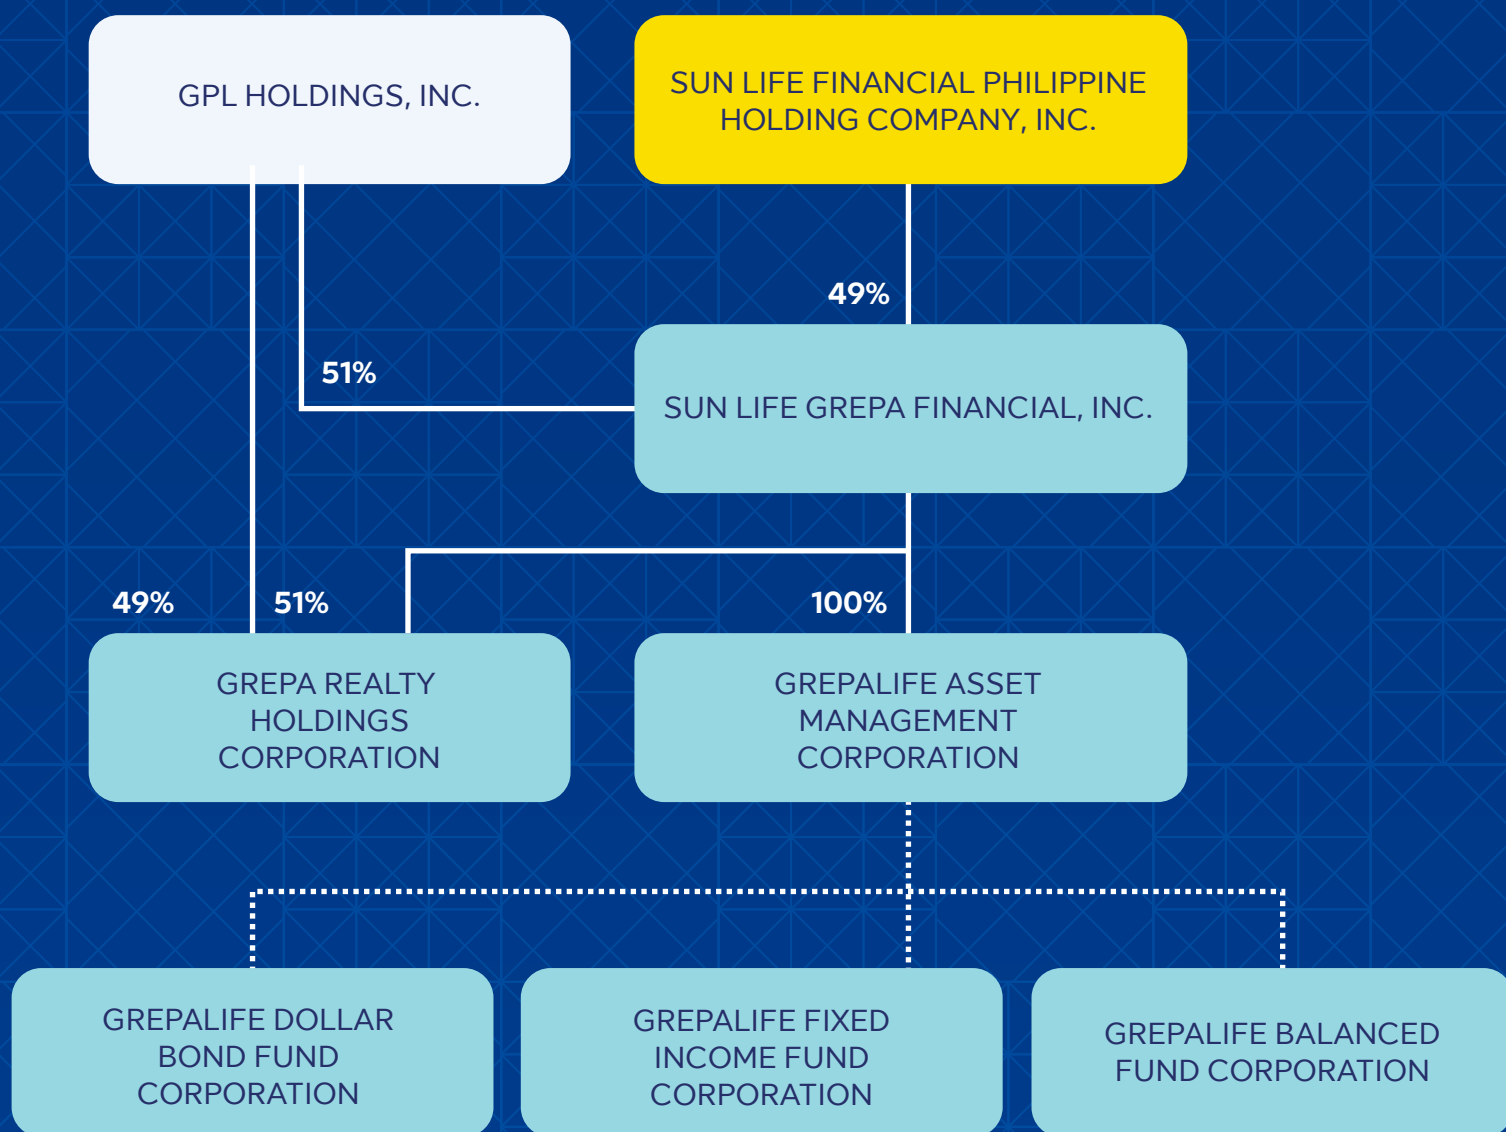 GPL HOLDINGS, INC.
SUN LIFE FINANCIAL PHILIPPINE
HOLDING COMPANY, INC.
49%
51%
SUN LIFE GREPA FINANCIAL, INC.
49%
51%
100%
GREPA REALTY
HOLDINGS
CORPORATION
GREPALIFE ASSET
MANAGEMENT
CORPORATION
GREPALIFE DOLLAR
BOND FUND
CORPORATION
GREPALIFE FIXED
INCOME FUND
CORPORATION
GREPALIFE BALANCED
FUND CORPORATION